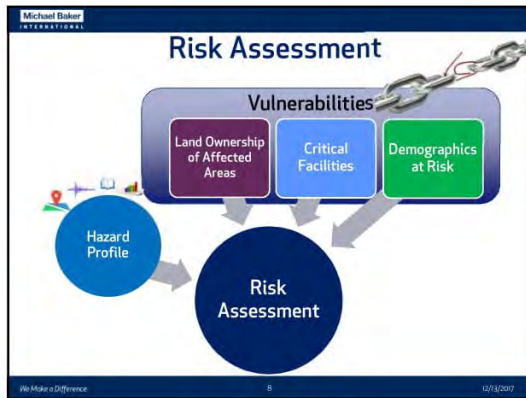 Michael Baker
INTERNATIONAL
Risk Assessment
Vulnerabilities
Land Ownership
of Affected
Areas
Critical
Facilities
Demographics
at Risk
Hazard
Profile
Risk
Assessment
We Make a Difference
8
12/13/2017